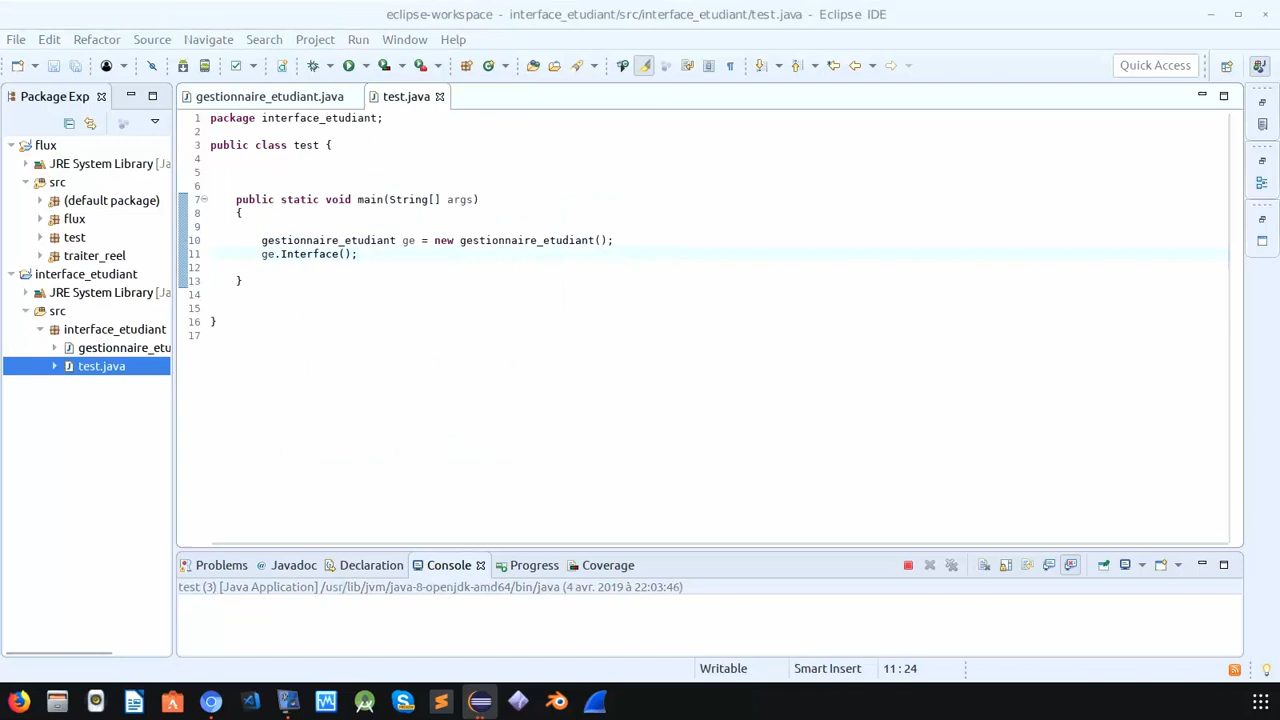 eclipse-workspace - interface_etudiant/src/interface_etudiant/test.java - Eclipse IDE
File Edit Refactor Source Navigate Search Project Run Window Help
Quick Access
Package Exp
gestionnaire_etudiant.java
test.java
flux
JRE System Library [Ja
src
(default package)
flux
test
traiter_reel
interface_etudiant
JRE System Library [Ja
src
interface_etudiant
gestionnaire_etu
test.java
1 package interface_etudiant;
2
3 public class test {
4
5
6
7 public static void main(String[] args)
8 {
9
10 gestionnaire_etudiant ge = new gestionnaire_etudiant();
11 ge.Interface();
12
13 }
14
15
16 }
17
Problems @ Javadoc Declaration Console Progress Coverage
test (3) [Java Application] /usr/lib/jvm/java-8-openjdk-amd64/bin/java (4 avr. 2019 à 22:03:46)
Writable Smart Insert 11 : 24